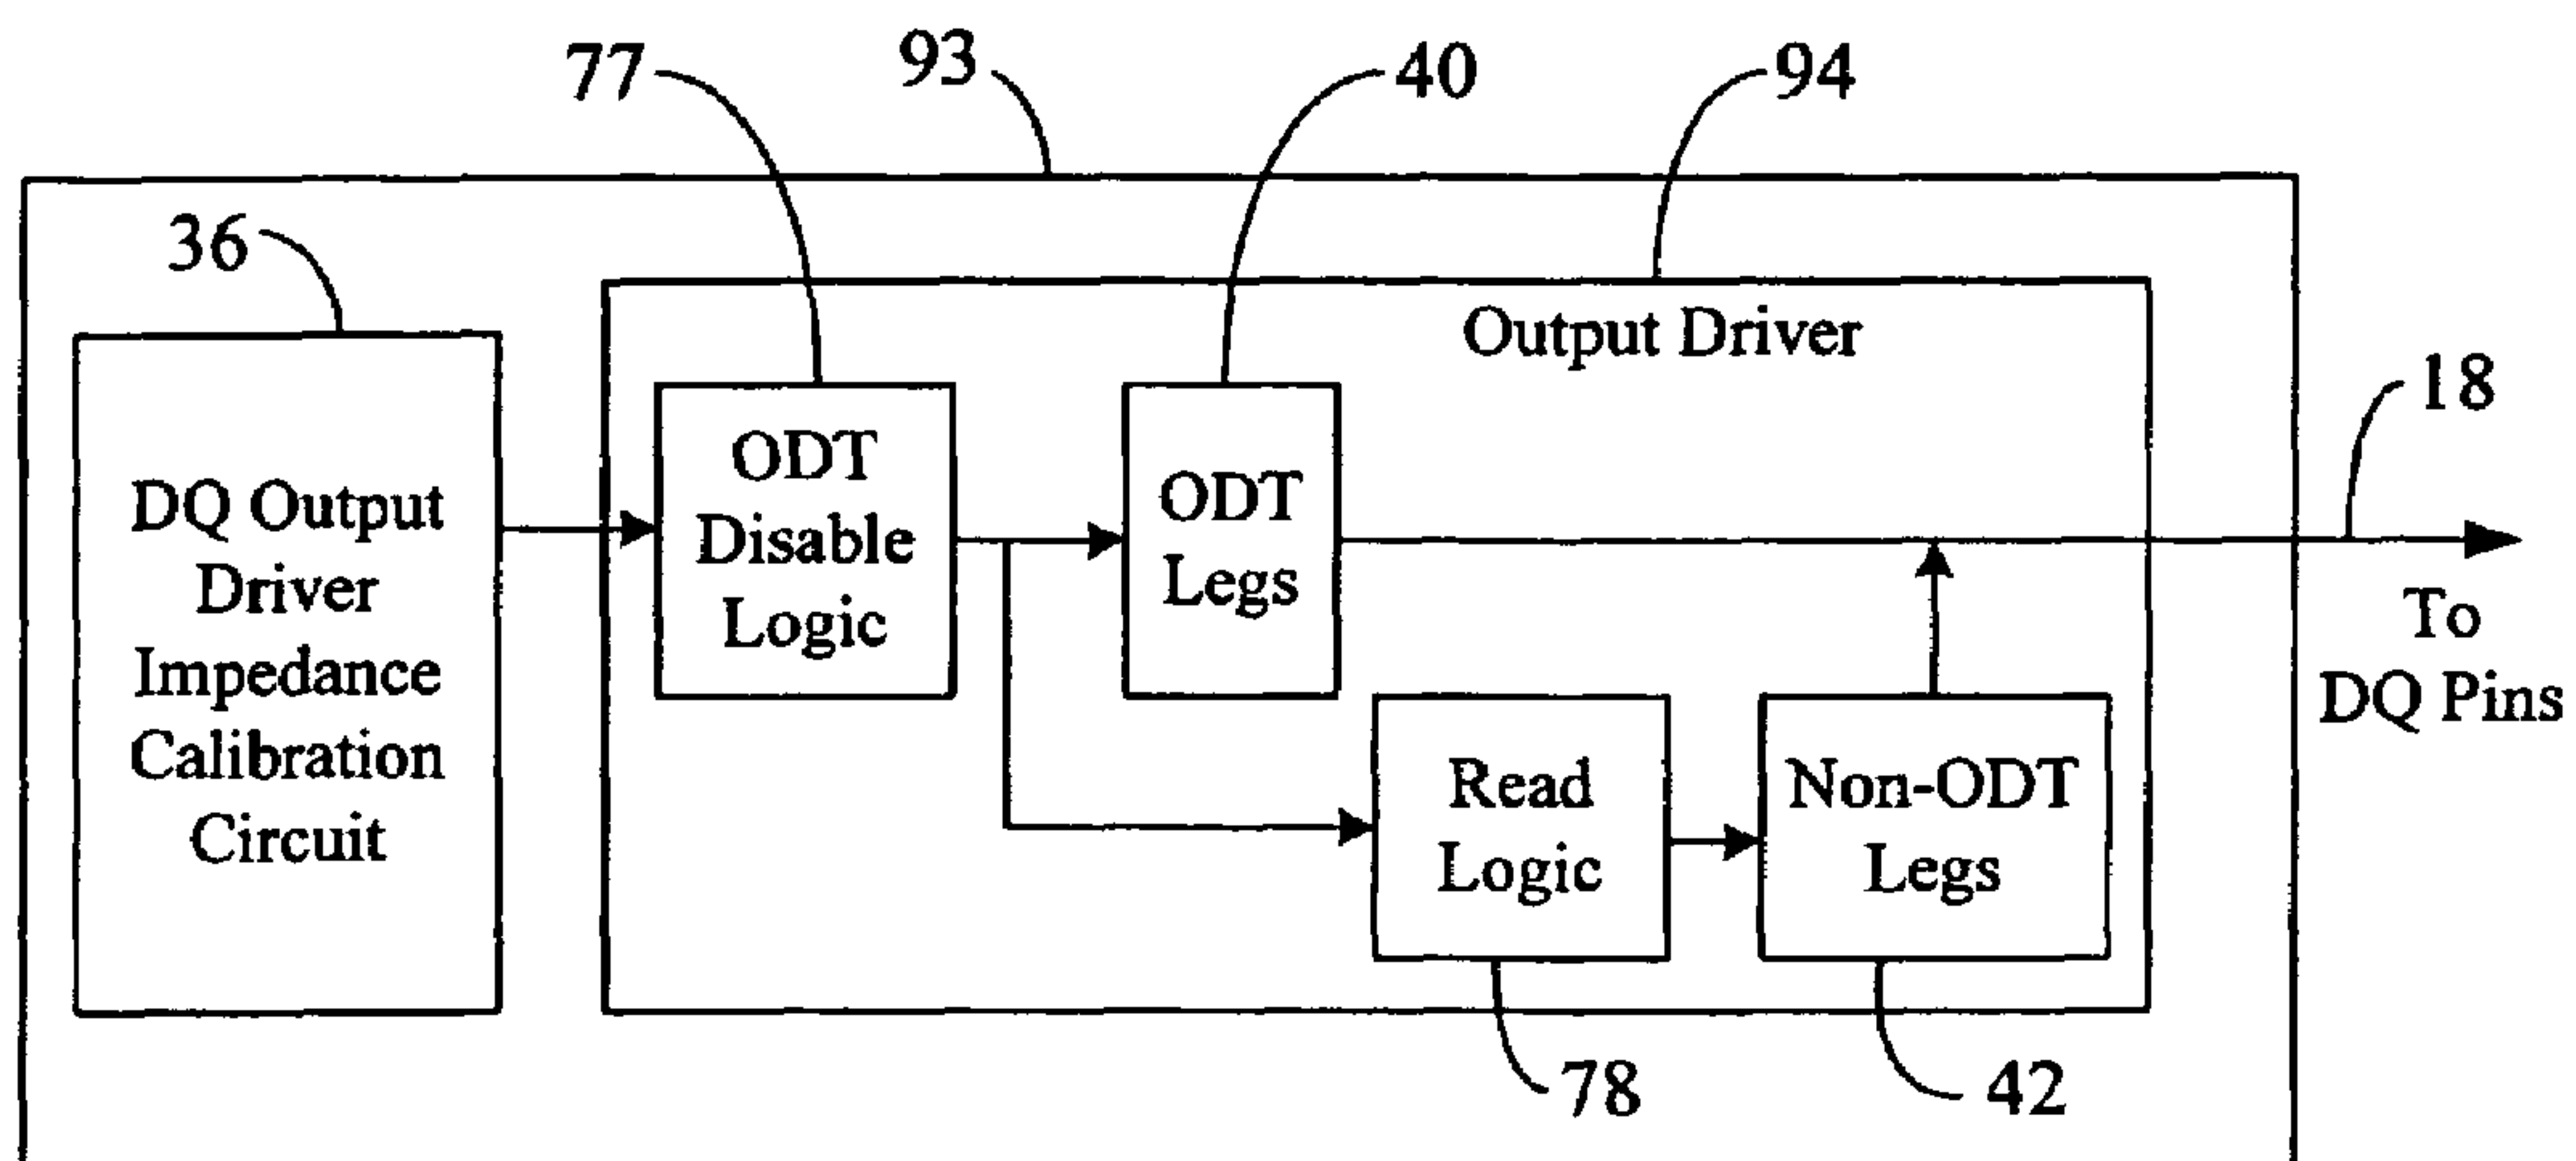 77
93
40
94
36
Output Driver
18
DQ Output
Driver
Impedance
Calibration
Circuit
ODT
Disable
Logic
ODT
Legs
To
DQ Pins
Read
Logic
Non-ODT
Legs
78
42